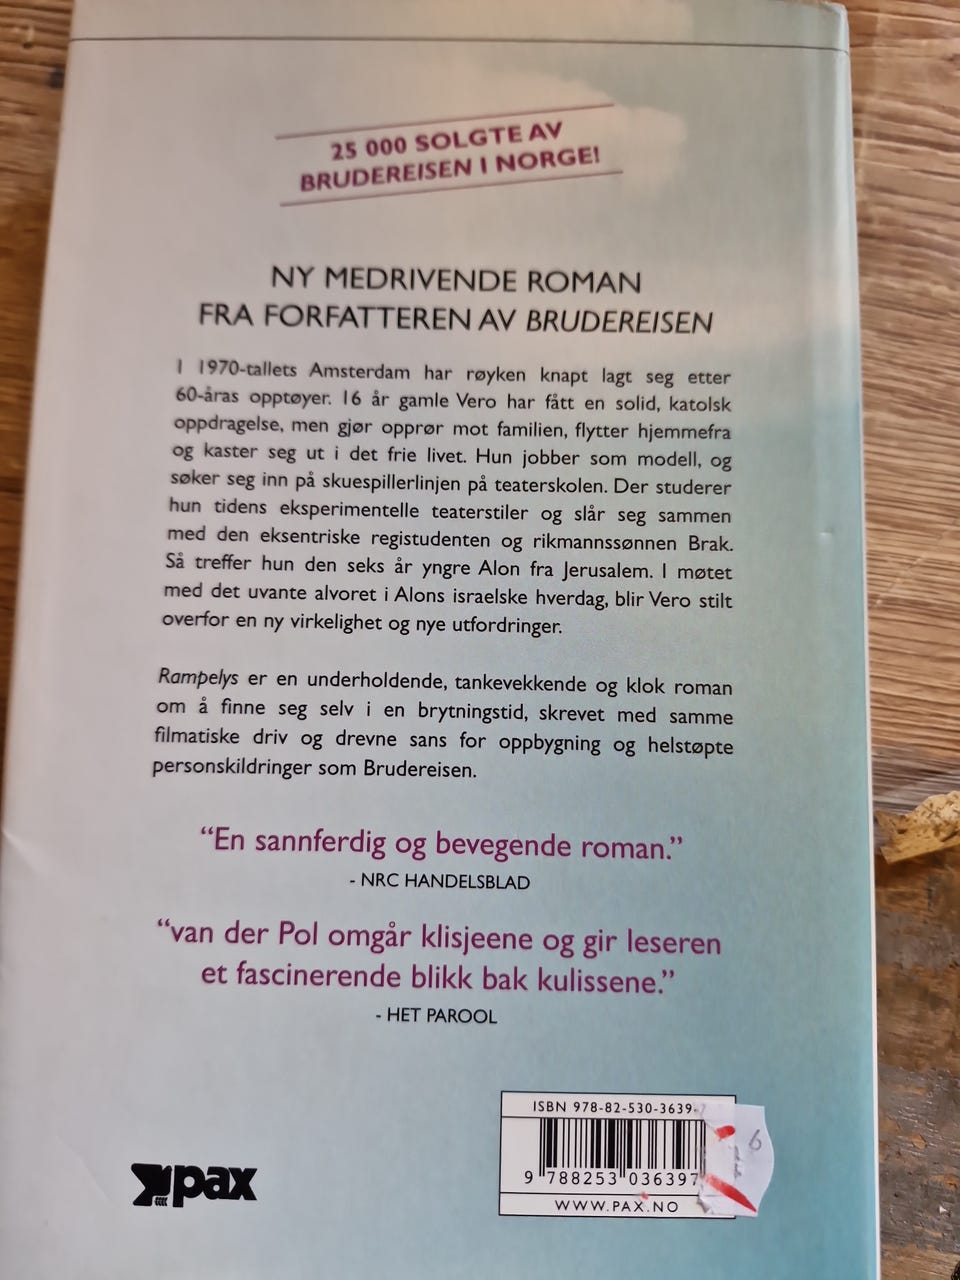 25 000 SOLGTE AV
BRUDEREISEN I NORGE!
NY MEDRIVENDE ROMAN
FRA FORFATTEREN AV BRUDEREISEN
I 1970-tallets Amsterdam har røyken knapt lagt seg etter
60-åras opptøyer. 16 år gamle Vero har fått en solid, katolsk
oppdragelse, men gjør opprør mot familien, flytter hjemmefra
og kaster seg ut i det frie livet. Hun jobber som modell, og
søker seg inn på skuespillerlinjen på teaterskolen. Der studerer
hun tidens eksperimentelle teaterstiler og slår seg sammen
med den eksentriske registudenten og rikmannssønnen Brak.
Så treffer hun den seks år yngre Alon fra Jerusalem. I møtet
med det uvante alvoret i Alons israelske hverdag, blir Vero stilt
overfor en ny virkelighet og nye utfordringer.
Rampelys er en underholdende, tankevekkende og klok roman
om å finne seg selv i en brytningstid, skrevet med samme
filmatiske driv og drevne sans for oppbygning og helstøpte
personskildringer som Brudereisen.
“En sannferdig og bevegende roman.”
- NRC HANDELSBLAD
“van der Pol omgår klisjeene og gir leseren
et fascinerende blikk bak kulissene.”
- HET PAROOL
ISBN 978-82-530-3639-7
9 788253 036397
WWW.PAX.NO
pax
6